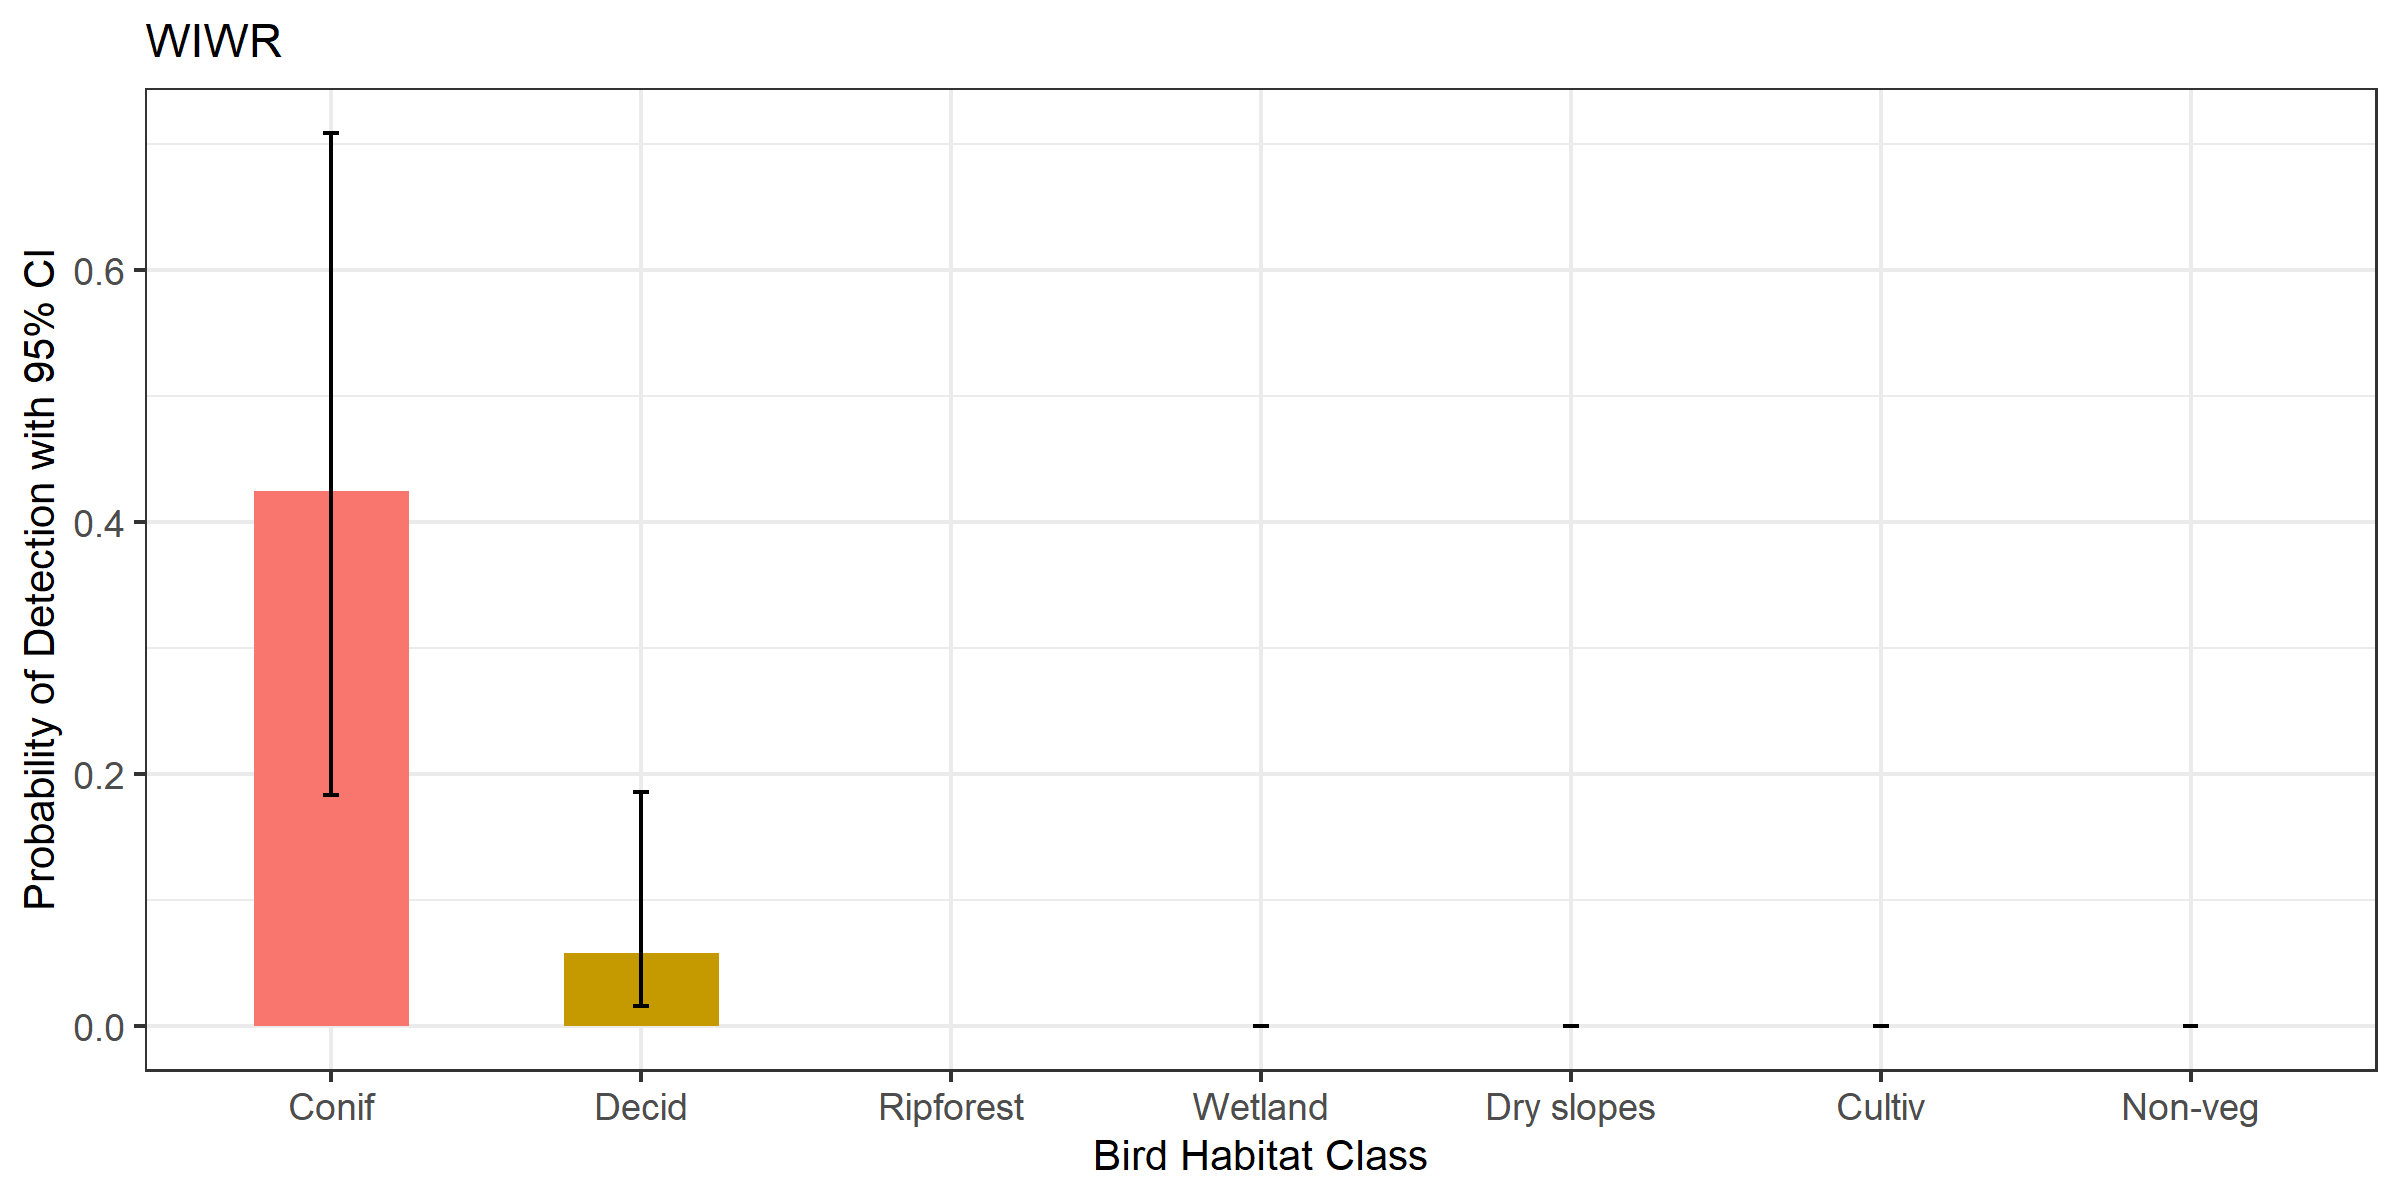 WIWR
Probability of Detection with 95% CI
0.6
0.4
0.2
0.0
Conif Decid Ripforest Wetland Dry slopes Cultiv Non-veg
Bird Habitat Class